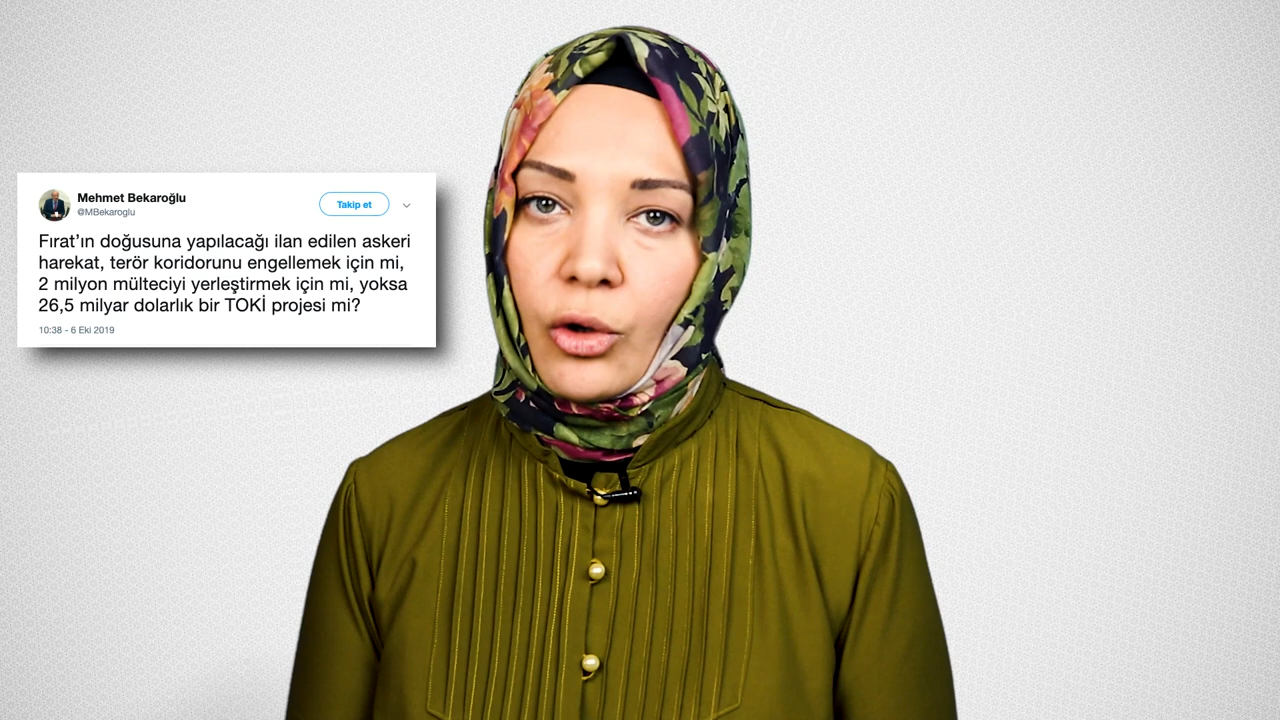 Mehmet Bekaroğlu
@MBekaroglu
Takip et
Fırat’ın doğusuna yapılacağı ilan edilen askeri
harekat, terör koridorunu engellemek için mi,
2 milyon mülteciyi yerleştirmek için mi, yoksa
26,5 milyar dolarlık bir TOKİ projesi mi?
10:38 - 6 Eki 2019